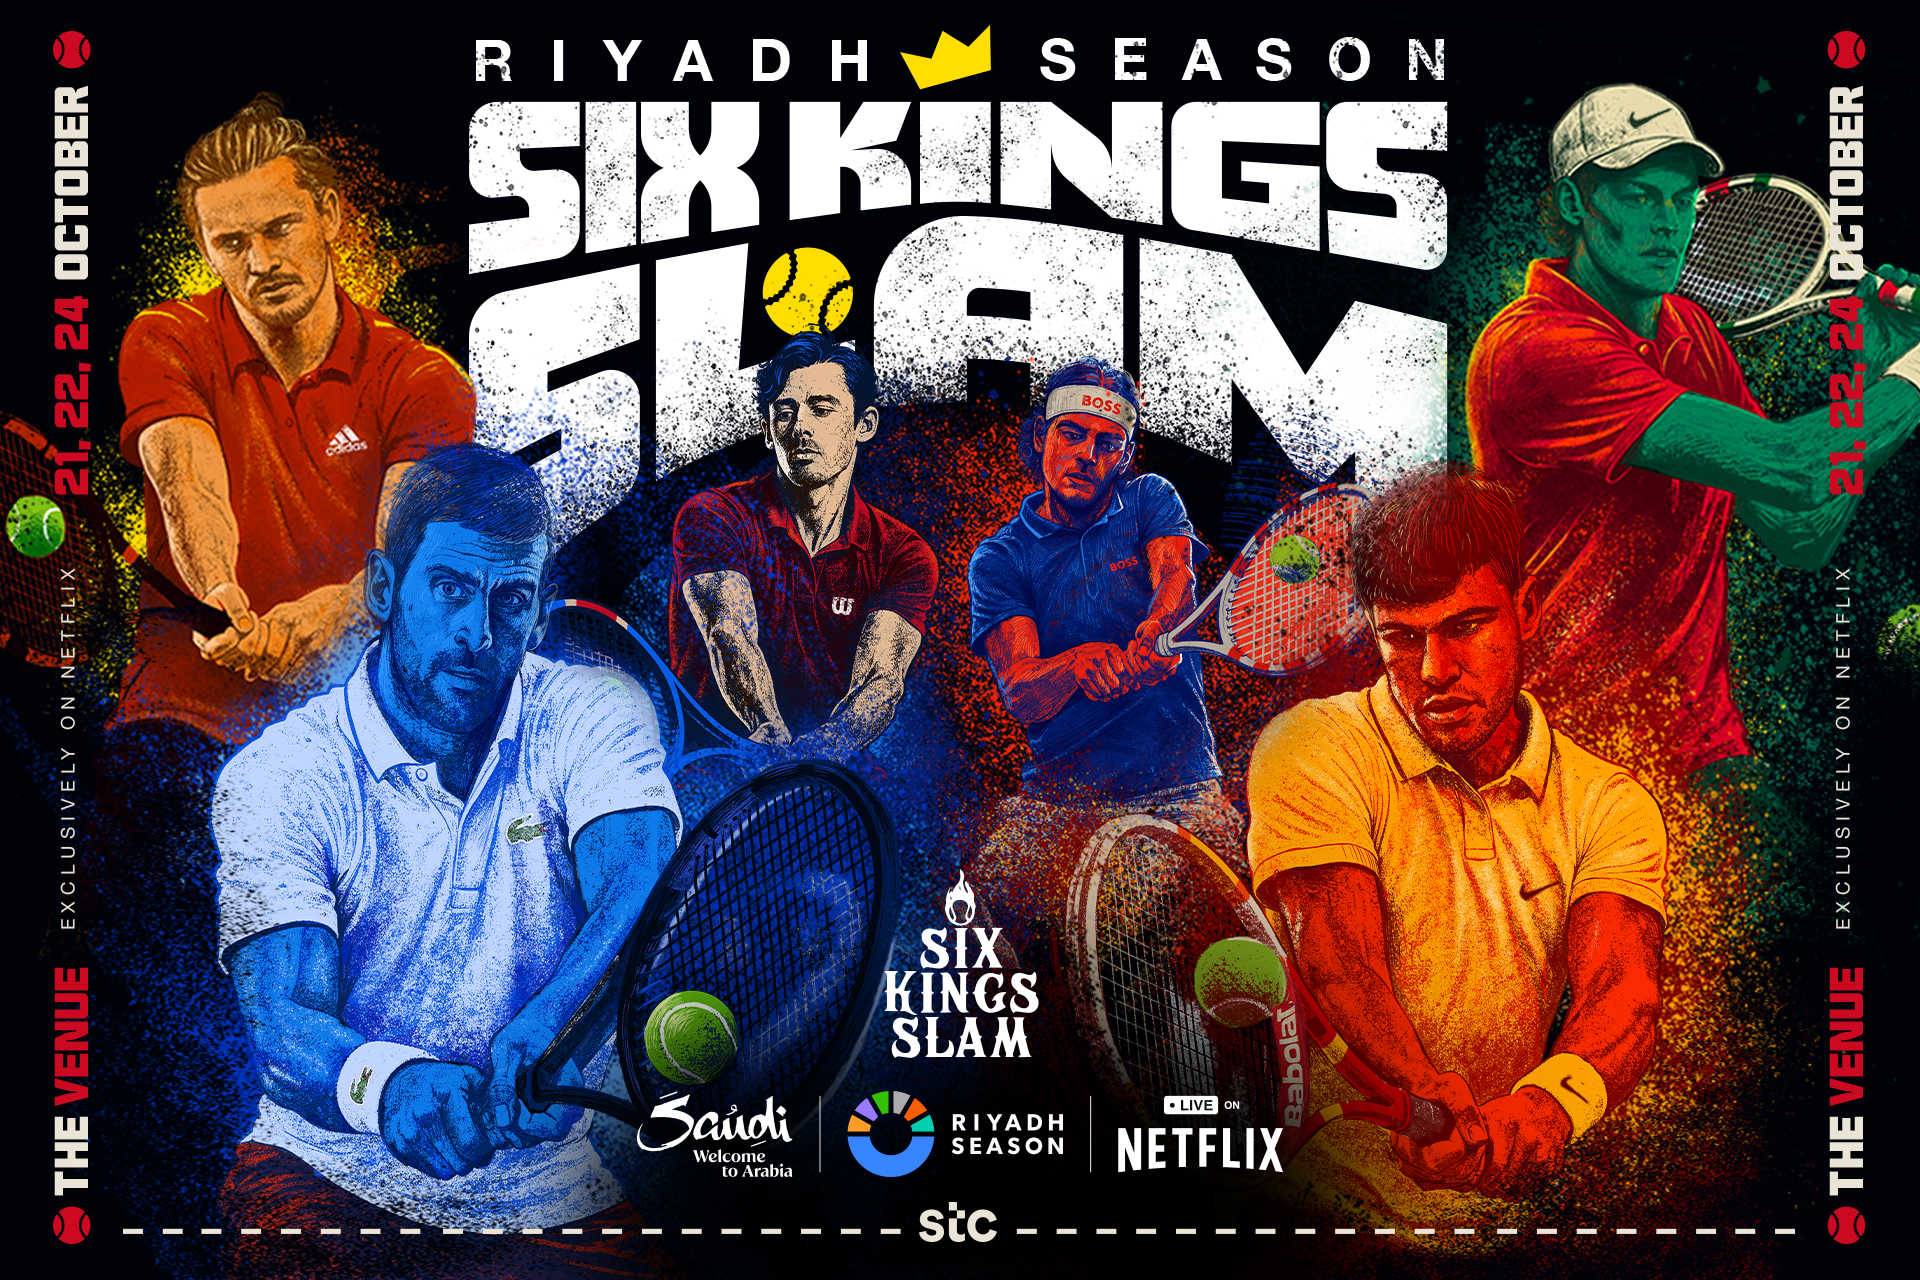 RIYADH SEASON
SIX KINGS
SLAM
21, 22, 24 OCTOBER
EXCLUSIVELY ON NETFLIX
THE VENUE
21, 22, 24 OCTOBER
EXCLUSIVELY ON NETFLIX
THE VENUE
adidas
W
BOSS
BOSS
Babolat
SIX
KINGS
SLAM
Saudi
Welcome
to Arabia
RIYADH
SEASON
LIVE ON
NETFLIX
stc